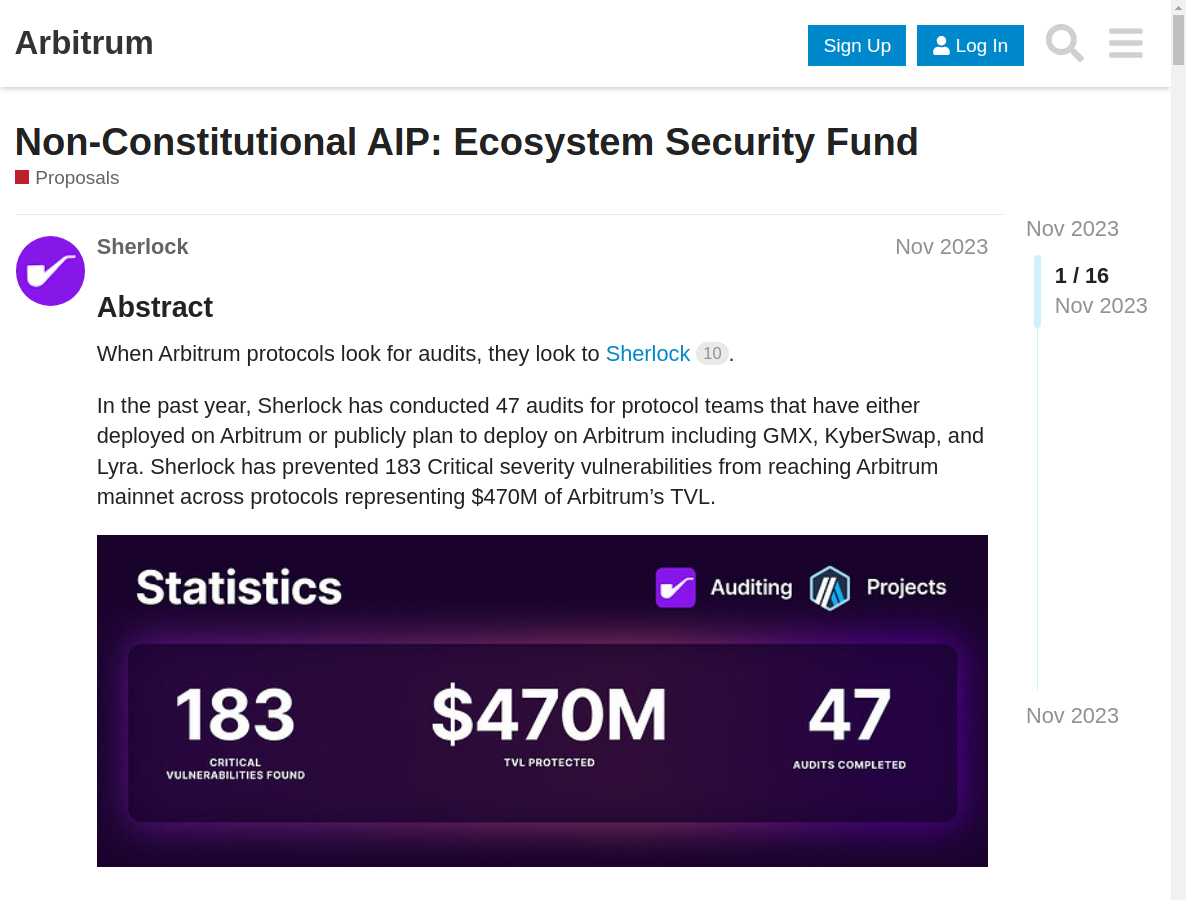 Arbitrum
Sign Up
Log In
Non-Constitutional AIP: Ecosystem Security Fund
Proposals
Sherlock
Nov 2023
Abstract
When Arbitrum protocols look for audits, they look to Sherlock 10.
In the past year, Sherlock has conducted 47 audits for protocol teams that have either
deployed on Arbitrum or publicly plan to deploy on Arbitrum including GMX, KyberSwap, and
Lyra. Sherlock has prevented 183 Critical severity vulnerabilities from reaching Arbitrum
mainnet across protocols representing $470M of Arbitrum’s TVL.
Statistics
Auditing
Projects
183
CRITICAL
VULNERABILITIES FOUND
$470M
TVL PROTECTED
47
AUDITS COMPLETED
Nov 2023
1 / 16
Nov 2023
Nov 2023